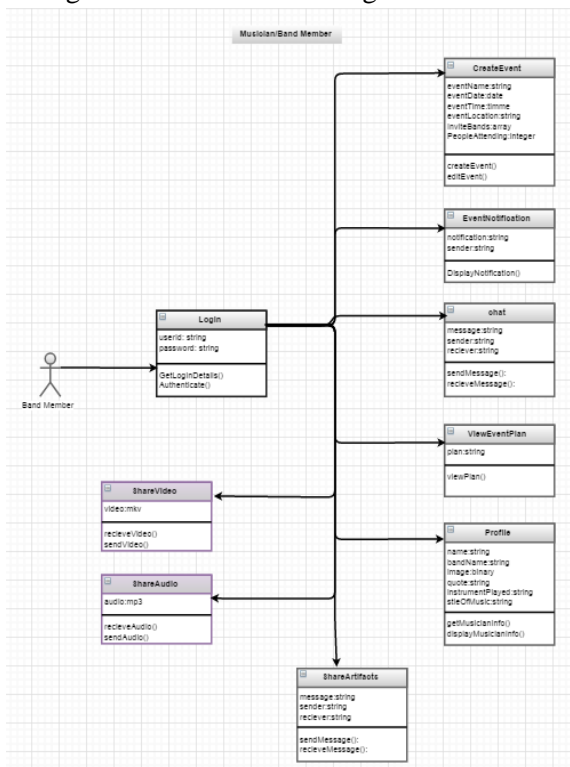 Musician/Band Member
CreateEvent
eventName:string
eventDate:date
eventTime:timme
eventLocation:string
inviteBands:array
PeopleAttending:integer
createEvent()
editEvent()
EventNotification
notification:string
sender:string
DisplayNotification()
Login
userid: string
password: string
GetLoginDetails()
Authenticate()
Band Member
chat
message:string
sender:string
reciever:string
sendMessage():
recieveMessage():
ViewEventPlan
plan:string
viewPlan()
ShareVideo
video:mkv
recieveVideo()
sendVideo()
Profile
name:string
bandName:string
image:binary
quote:string
instrumentPlayed:string
stleOfMusic:string
getMusicianInfo()
displayMusicianInfo()
ShareAudio
audio:mp3
recieveAudio()
sendAudio()
ShareArtifacts
message:string
sender:string
reciever:string
sendMessage():
recieveMessage():